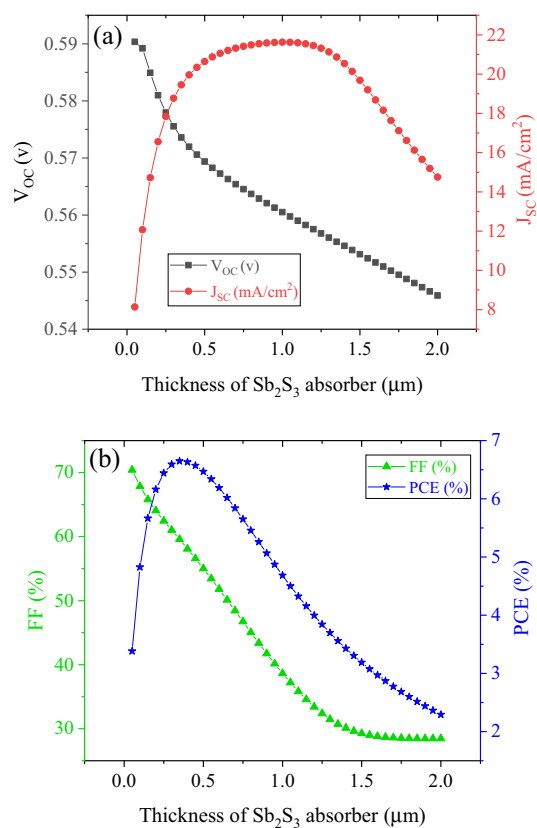 (a)
0.59
0.58
0.57
0.56
0.55
0.54
V_OC (v)
22
20
18
16
14
12
10
8
J_SC (mA/cm²)
V_OC (v)
J_SC (mA/cm²)
0.0 0.5 1.0 1.5 2.0
Thickness of Sb₂S₃ absorber (μm)
(b)
70
60
50
40
30
FF (%)
7
6
5
4
3
2
PCE (%)
FF (%)
PCE (%)
0.0 0.5 1.0 1.5 2.0
Thickness of Sb₂S₃ absorber (μm)